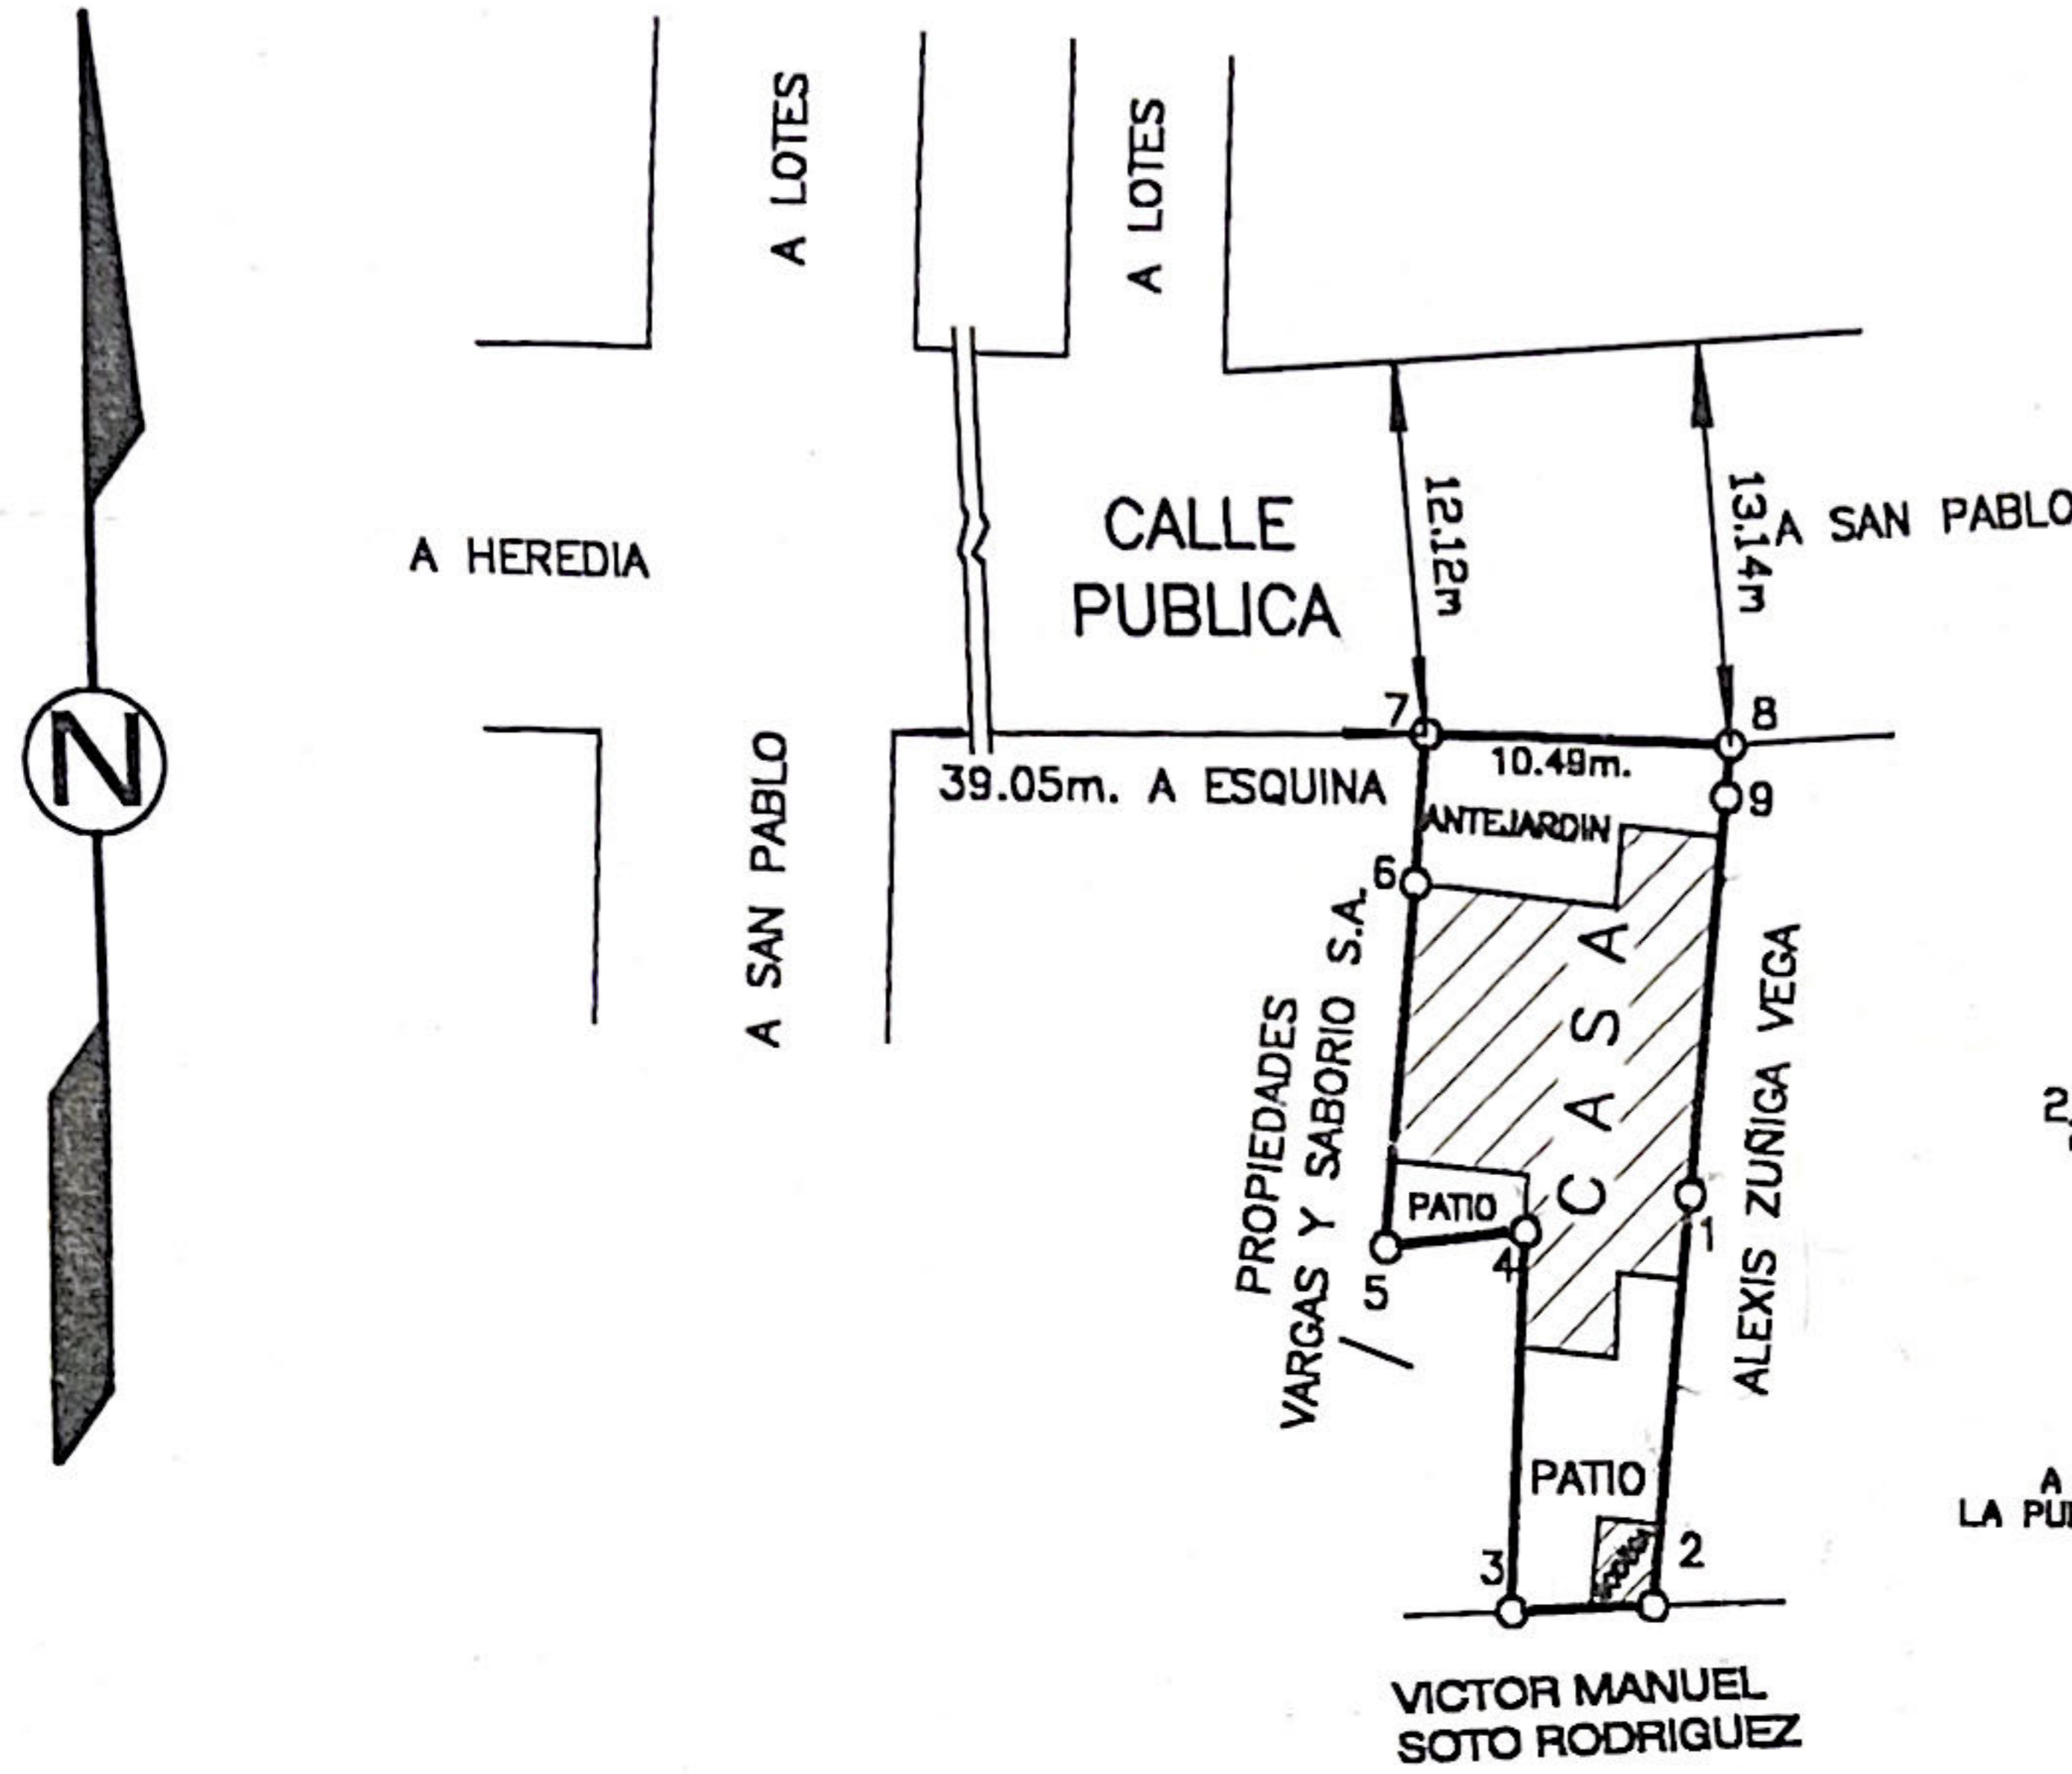 A LOTES
A LOTES
N
A HEREDIA
CALLE
PUBLICA
12.12m
13.14m
A SAN PABLO
7
8
10.49m.
9
39.05m. A ESQUINA
ANTEJARDIN
A SAN PABLO
6
PROPIEDADES
VARGAS Y SABORIO S.A.
CASA
ALEXIS ZUÑIGA VEGA
2
PATIO
1
4
5
PATIO
A
3
2
VICTOR MANUEL
SOTO RODRIGUEZ